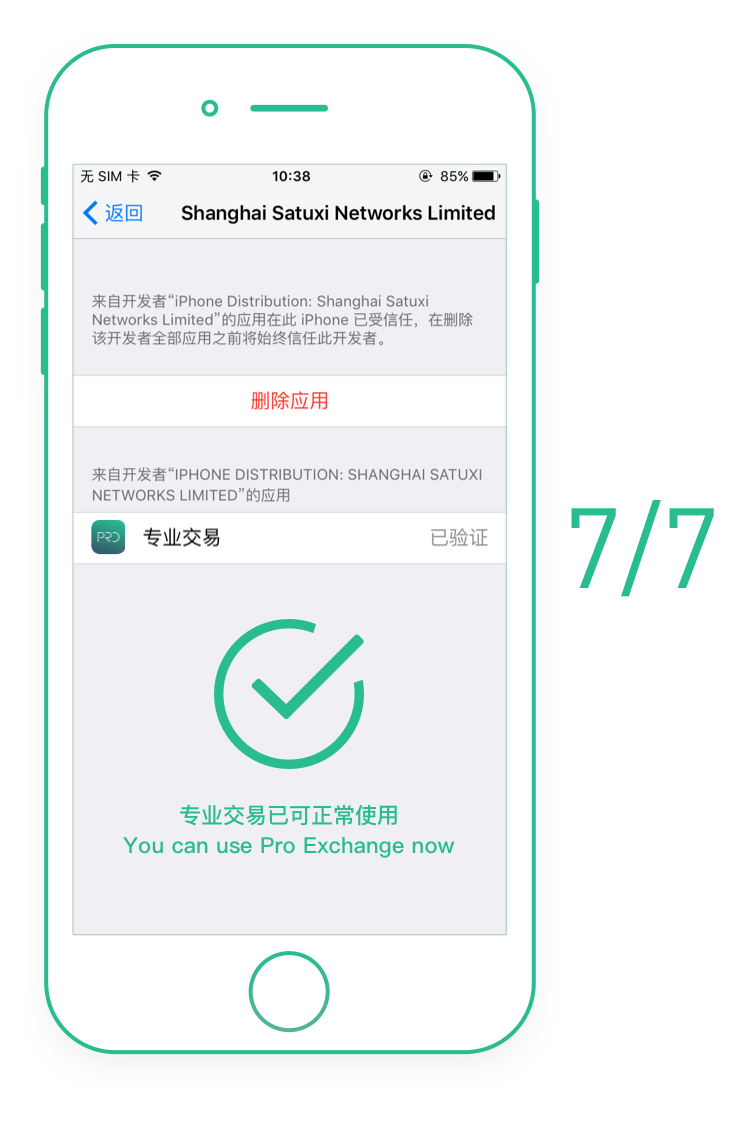 无 SIM 卡 10:38 85%
返回 Shanghai Satuxi Networks Limited
来自开发者“iPhone Distribution: Shanghai Satuxi
Networks Limited”的应用在此 iPhone 已受信任，在删除
该开发者全部应用之前将始终信任此开发者。
删除应用
来自开发者“IPHONE DISTRIBUTION: SHANGHAI SATUXI
NETWORKS LIMITED”的应用
PRO 专业交易 已验证
7/7
专业交易已可正常使用
You can use Pro Exchange now